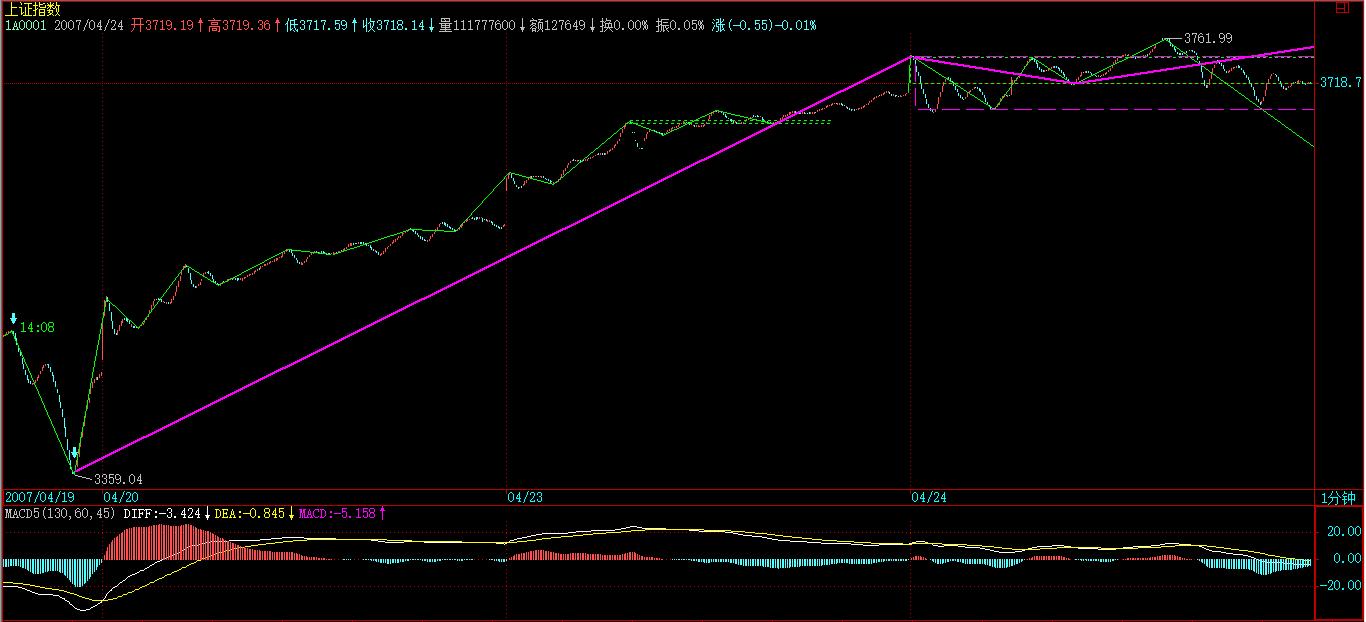 上证指数
1A0001 2007/04/24 开3719.19↑高3719.36↑低3717.59↑收3718.14↓量111777600↓额127649↓换0.00% 振0.05% 涨(-0.55)-0.01%
3761.99
3718.7
14:08
3359.04
2007/04/19 04/20 04/23 04/24 1分钟
MACD5(130,60,45) DIFF:-3.424↓DEA:-0.845↓MACD:-5.158↑
20.00
0.00
-20.00